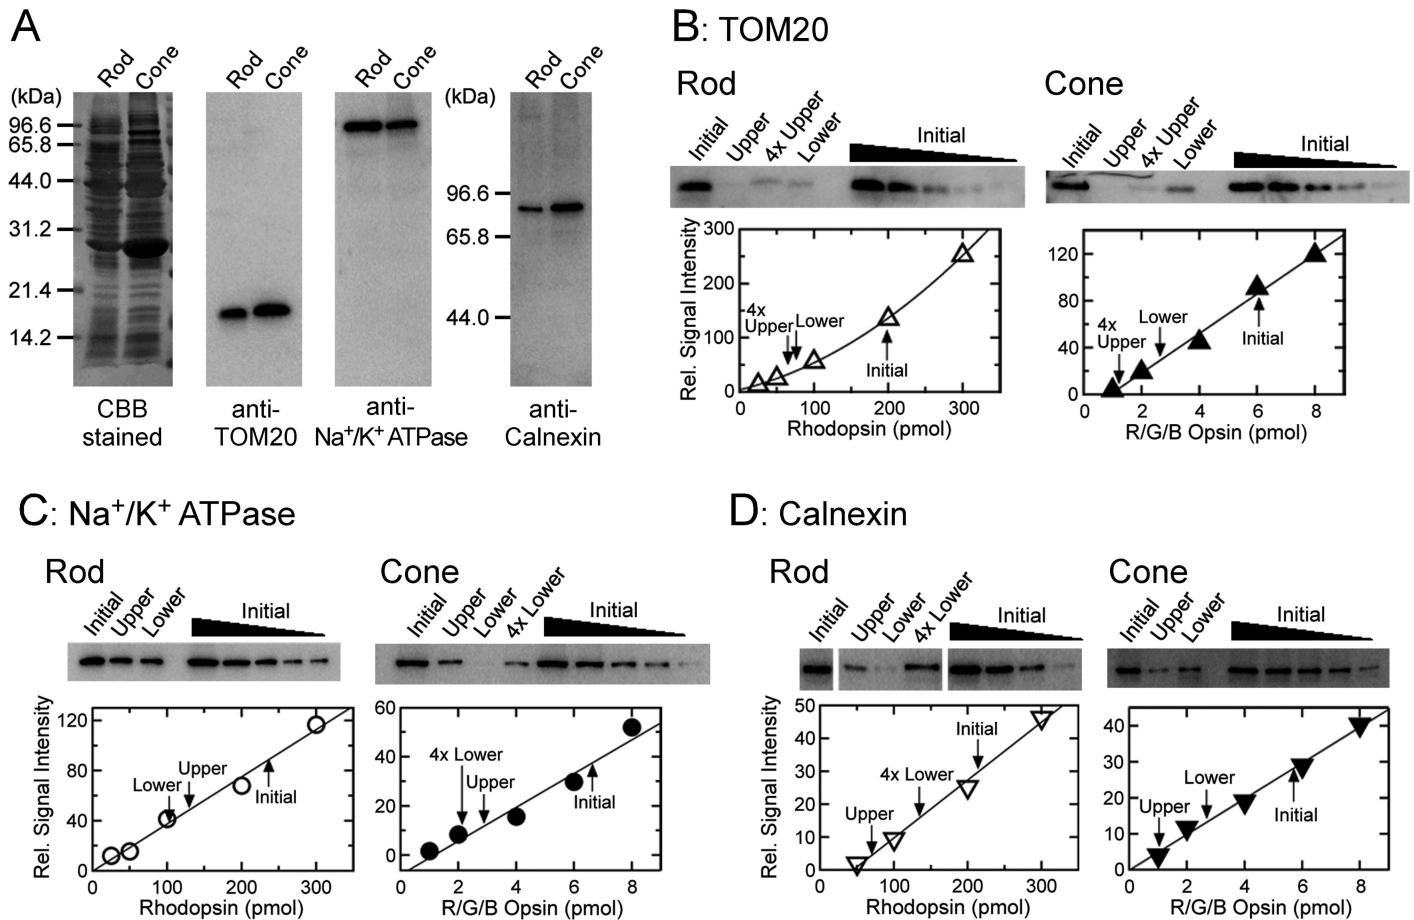 A
Rod Cone
Rod Cone
Rod Cone
Rod Cone
(kDa)
96.6
65.8
44.0
31.2
21.4
14.2
(kDa)
96.6
65.8
44.0
CBB
stained
anti-
TOM20
anti-
Na⁺/K⁺ ATPase
anti-
Calnexin
B: TOM20
Rod
Initial Upper 4x Upper Lower Initial
Rel. Signal Intensity
300
200
100
0
4x
Upper
Lower
Initial
0 100 200 300
Rhodopsin (pmol)
Cone
Initial Upper 4x Upper Lower Initial
120
80
40
0
4x
Upper
Lower
Initial
0 2 4 6 8
R/G/B Opsin (pmol)
C: Na⁺/K⁺ ATPase
Rod
Initial Upper Lower Initial
Rel. Signal Intensity
120
80
40
0
Lower
Upper
Initial
0 100 200 300
Rhodopsin (pmol)
Cone
Initial Upper Lower 4x Lower Initial
60
40
20
0
4x Lower
Upper
Initial
0 2 4 6 8
R/G/B Opsin (pmol)
D: Calnexin
Rod
Initial Upper Lower 4x Lower Initial
Rel. Signal Intensity
50
40
30
20
10
0
Initial
4x Lower
Upper
0 100 200 300
Rhodopsin (pmol)
Cone
Initial Upper Lower Initial
40
30
20
10
0
Lower
Upper
Initial
0 2 4 6 8
R/G/B Opsin (pmol)